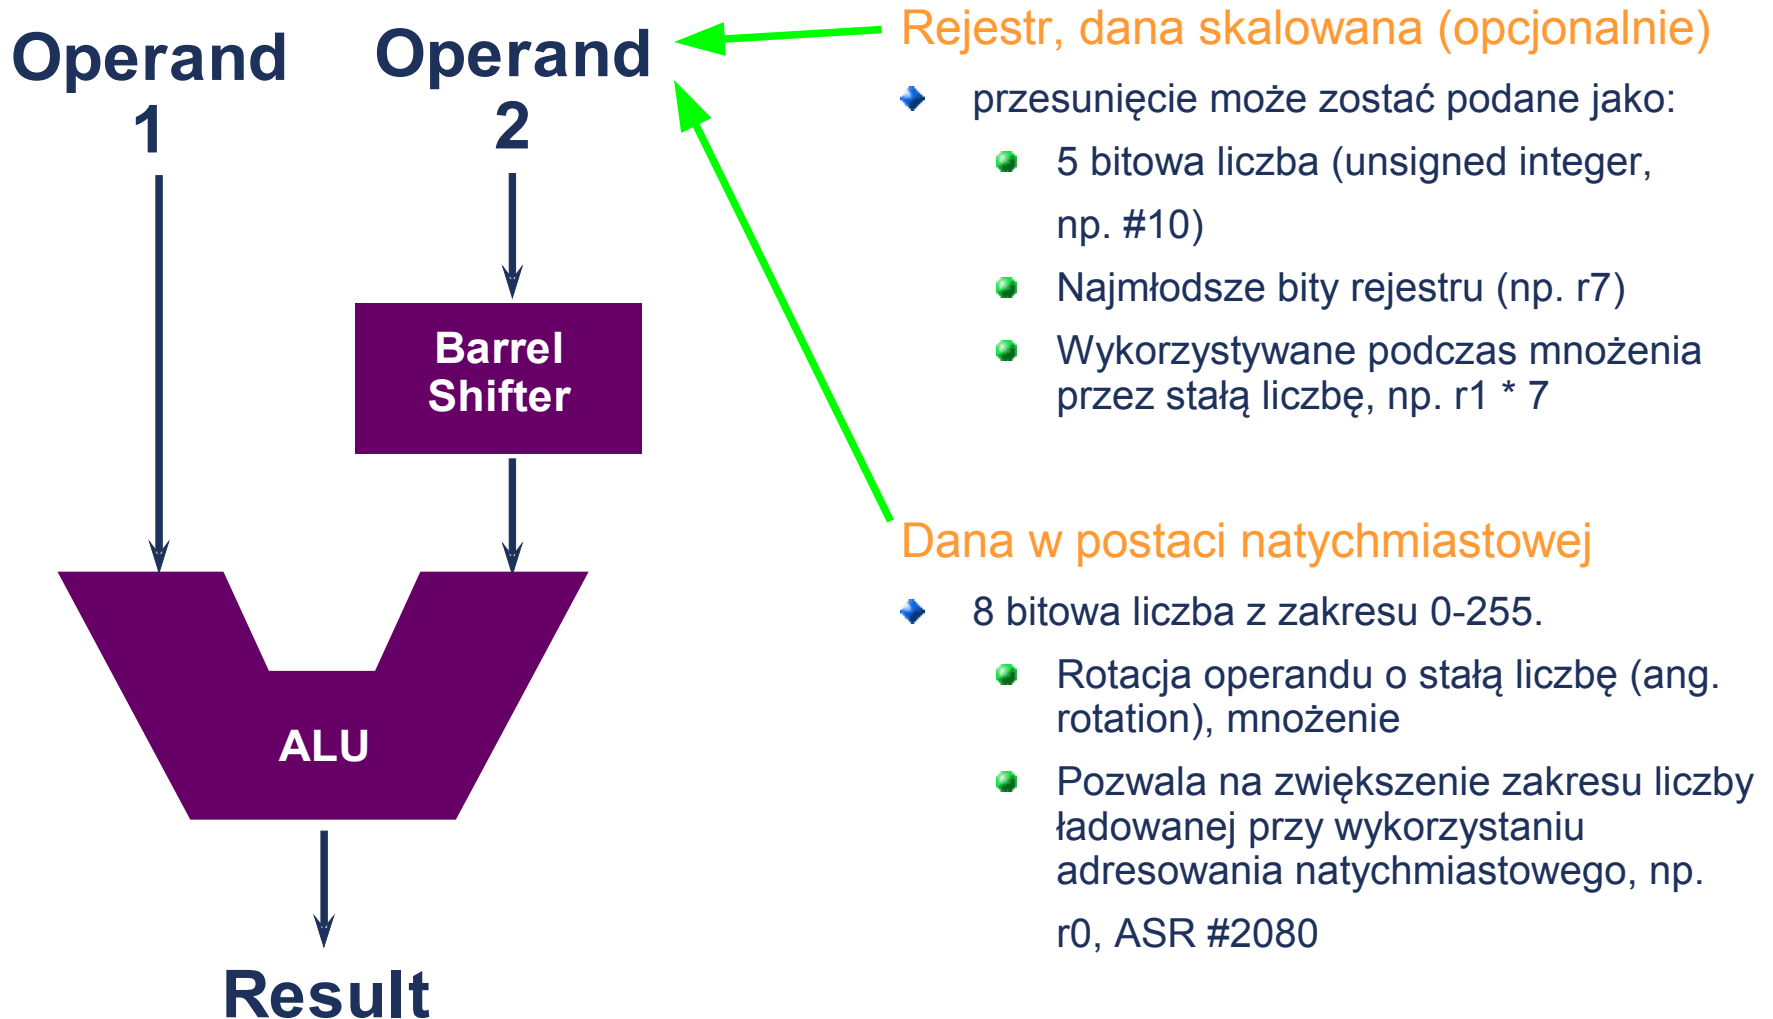 Operand
1
Operand
2
Barrel
Shifter
ALU
Result
Rejestr, dana skalowana (opcjonalnie)
przesunięcie może zostać podane jako:
5 bitowa liczba (unsigned integer,
np. #10)
Najmłodsze bity rejestru (np. r7)
Wykorzystywane podczas mnożenia
przez stałą liczbę, np. r1 * 7
Dana w postaci natychmiastowej
8 bitowa liczba z zakresu 0-255.
Rotacja operandu o stałą liczbę (ang.
rotation), mnożenie
Pozwala na zwiększenie zakresu liczby
ładowanej przy wykorzystaniu
adresowania natychmiastowego, np.
r0, ASR #2080